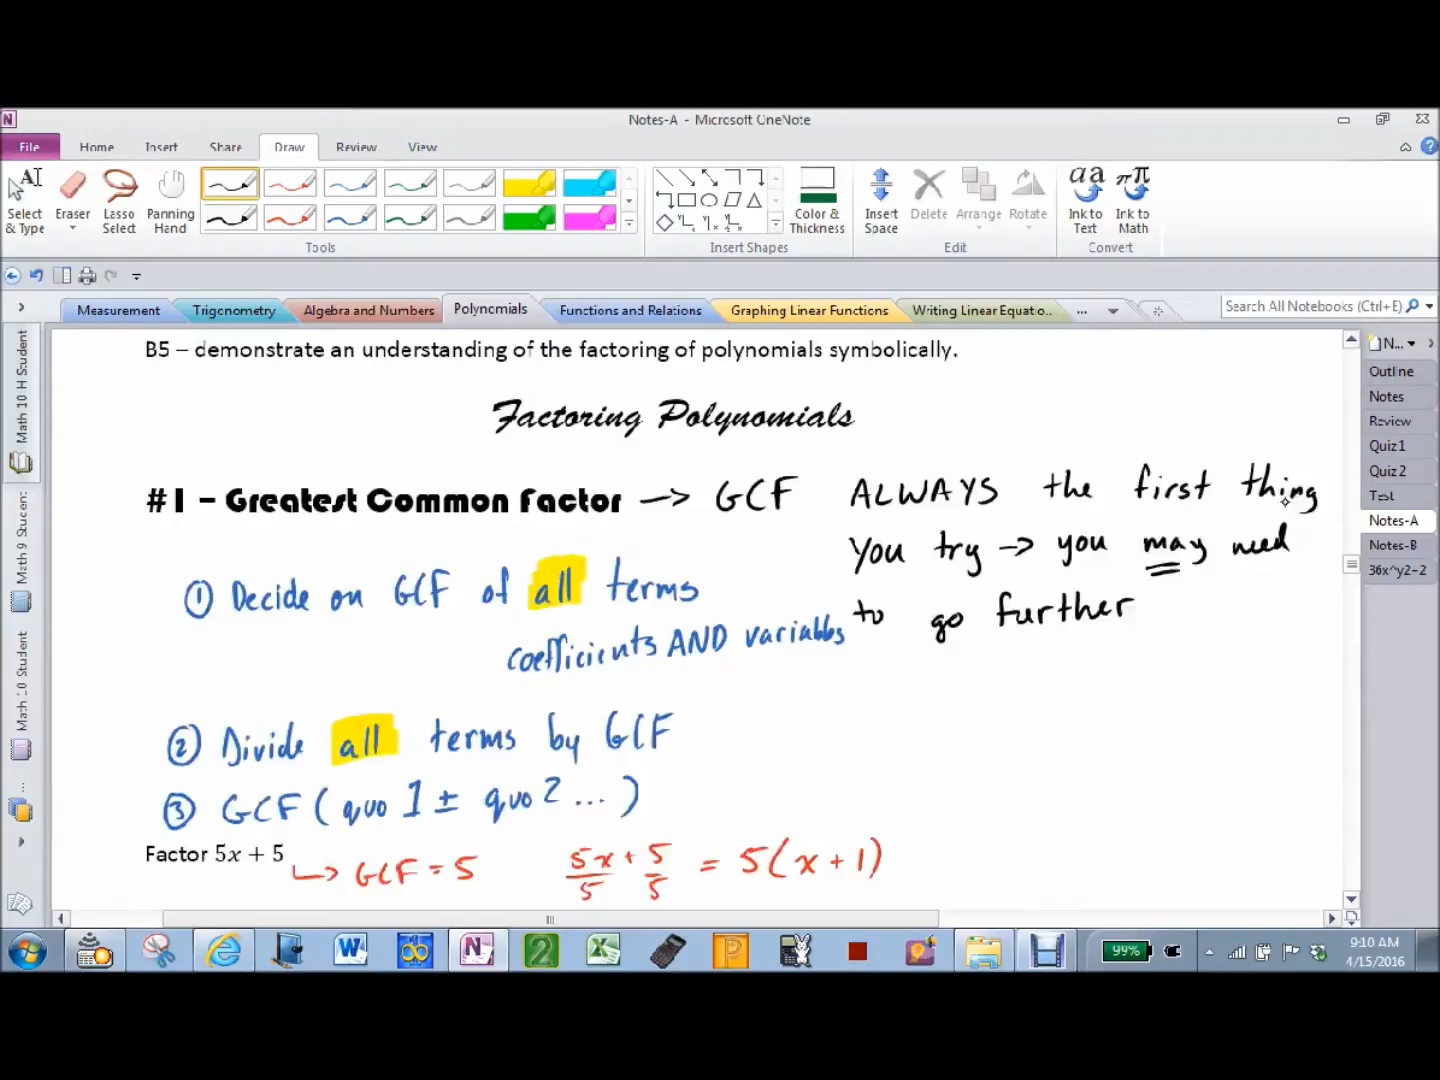 Notes-A - Microsoft OneNote
File Home Insert Share Draw Review View
Select & Type
Eraser
Lasso Select
Panning Hand
Color & Thickness
Insert Space
Delete
Arrange
Rotate
Ink to Text
Ink to Math
Tools
Insert Shapes
Edit
Convert
Measurement Trigonometry Algebra and Numbers Polynomials Functions and Relations Graphing Linear Functions Writing Linear Equatio.. ...
Search All Notebooks (Ctrl+E)
Math 10 H Student
Math 9 Student
Math 10 Student
N...
Outline
Notes
Review
Quiz1
Quiz2
Test
Notes-A
Notes-B
36x^y2-2
B5 – demonstrate an understanding of the factoring of polynomials symbolically.
Factoring Polynomials
#1 – Greatest Common Factor → GCF ALWAYS the first thing
you try → you may need
to go further
① Decide on GCF of all terms
coefficients AND variables
② Divide all terms by GCF
③ GCF ( quo 1 ± quo 2 ... )
Factor 5x + 5
↳ GCF = 5 5x/5 + 5/5 = 5(x + 1)
99%
9:10 AM
4/15/2016